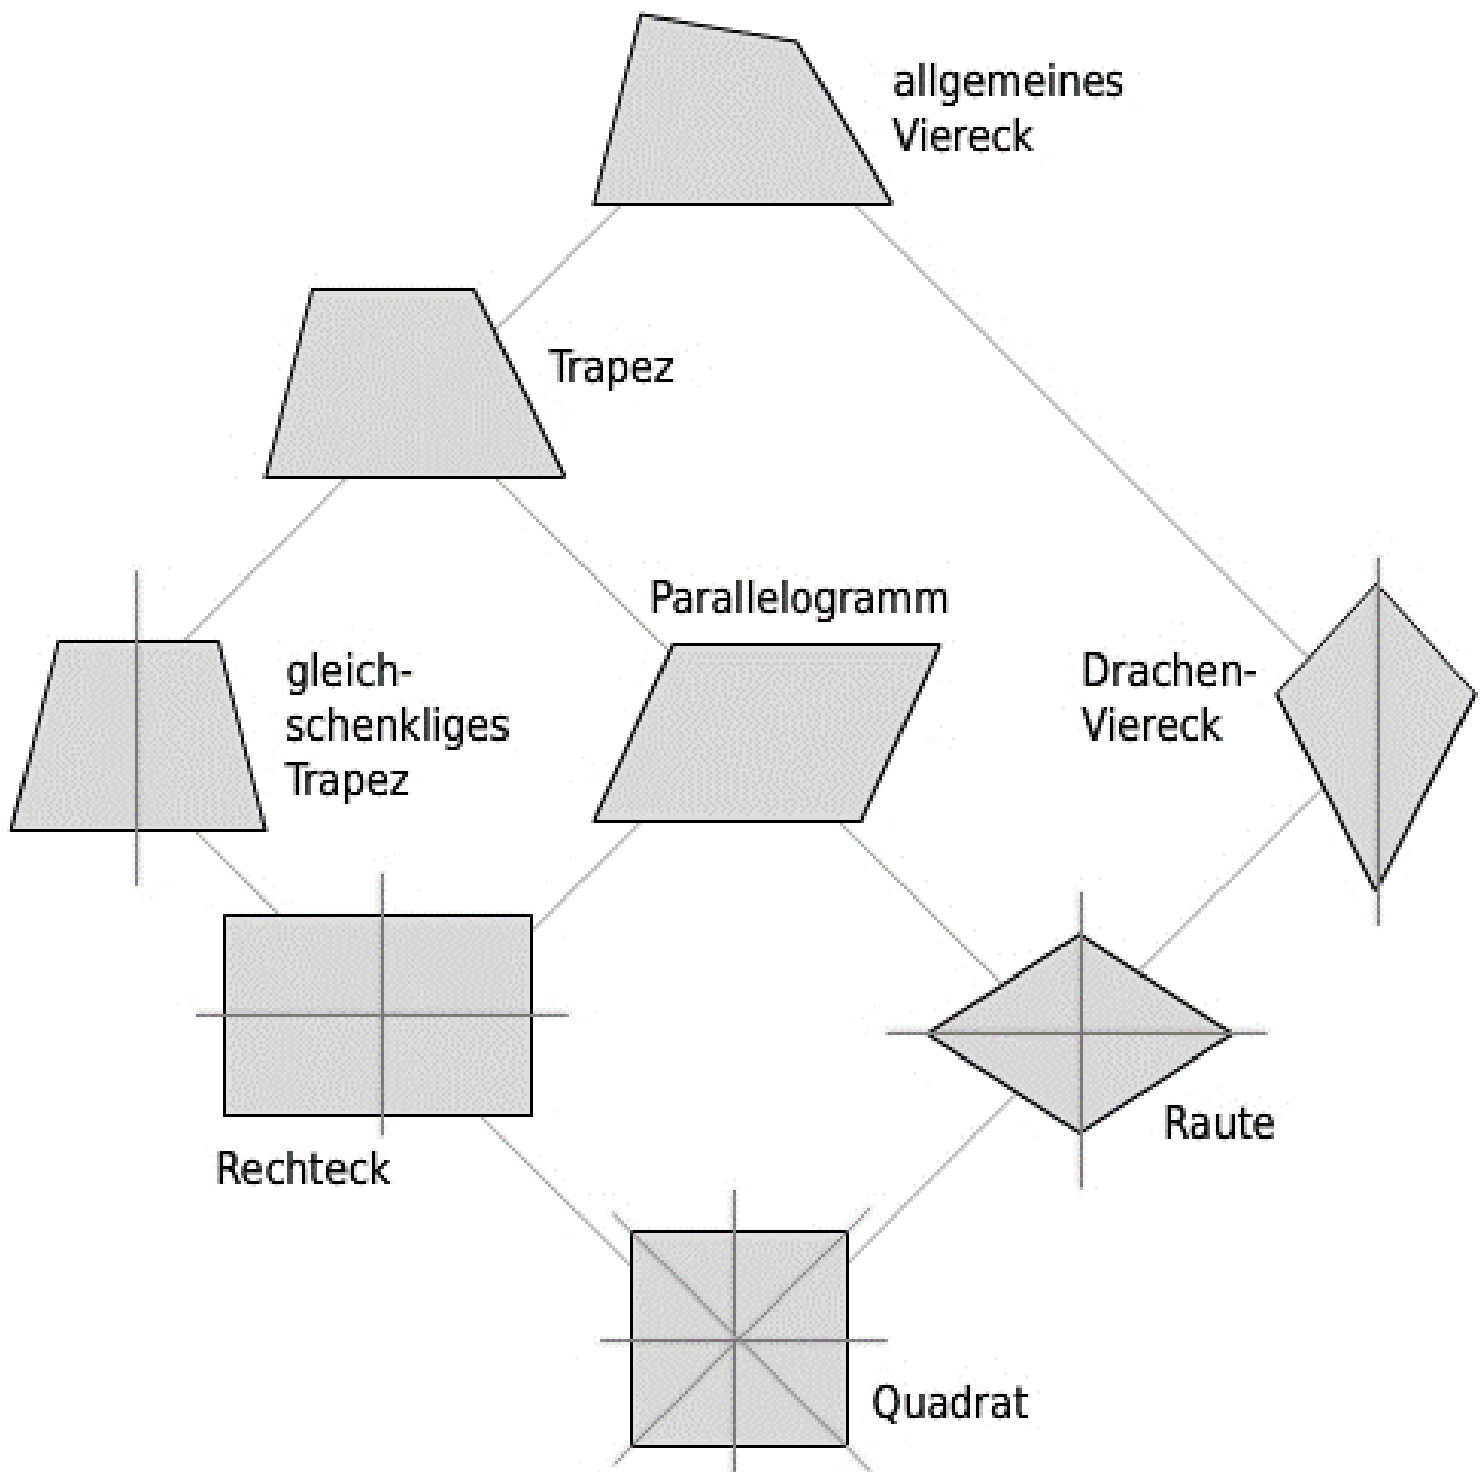 allgemeines
Viereck
Trapez
Parallelogramm
gleich-
schenkliges
Trapez
Drachen-
Viereck
Raute
Rechteck
Quadrat